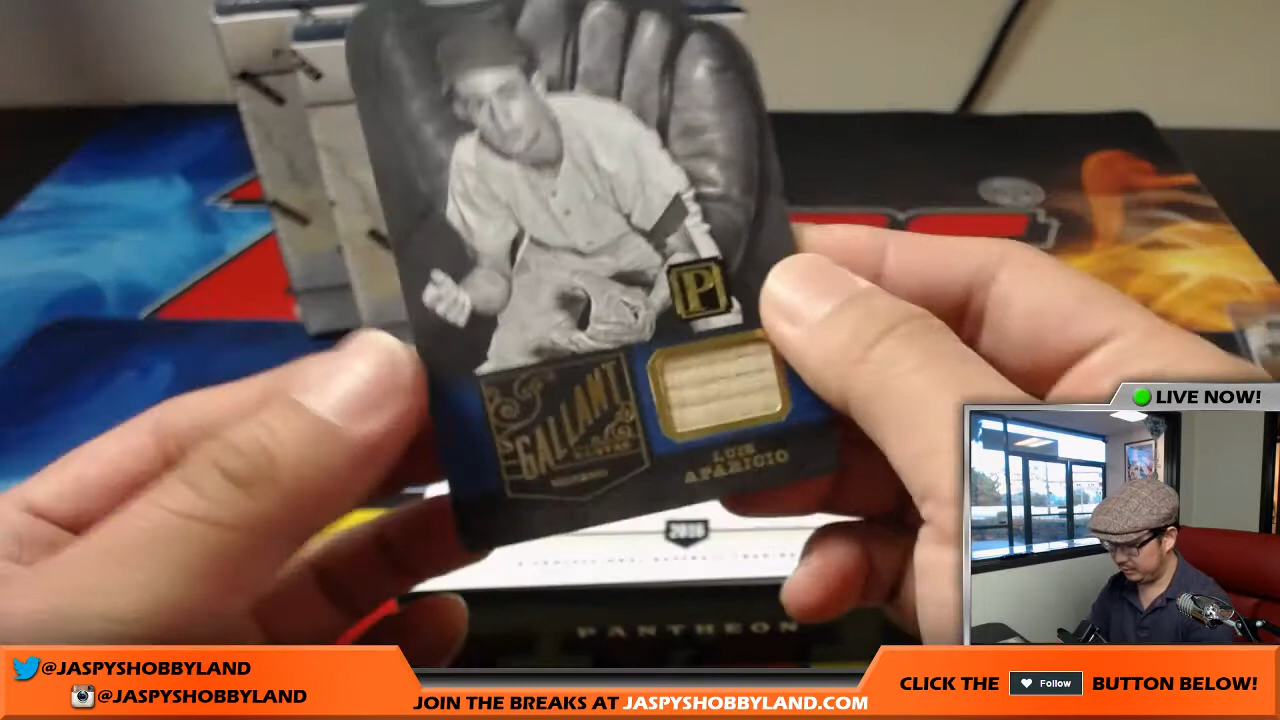 P
GALLANT
LUIS
APARICIO
2016
PANTHEON
LIVE NOW!
@JASPYSHOBBYLAND
@JASPYSHOBBYLAND
JOIN THE BREAKS AT JASPYSHOBBYLAND.COM
CLICK THE Follow BUTTON BELOW!